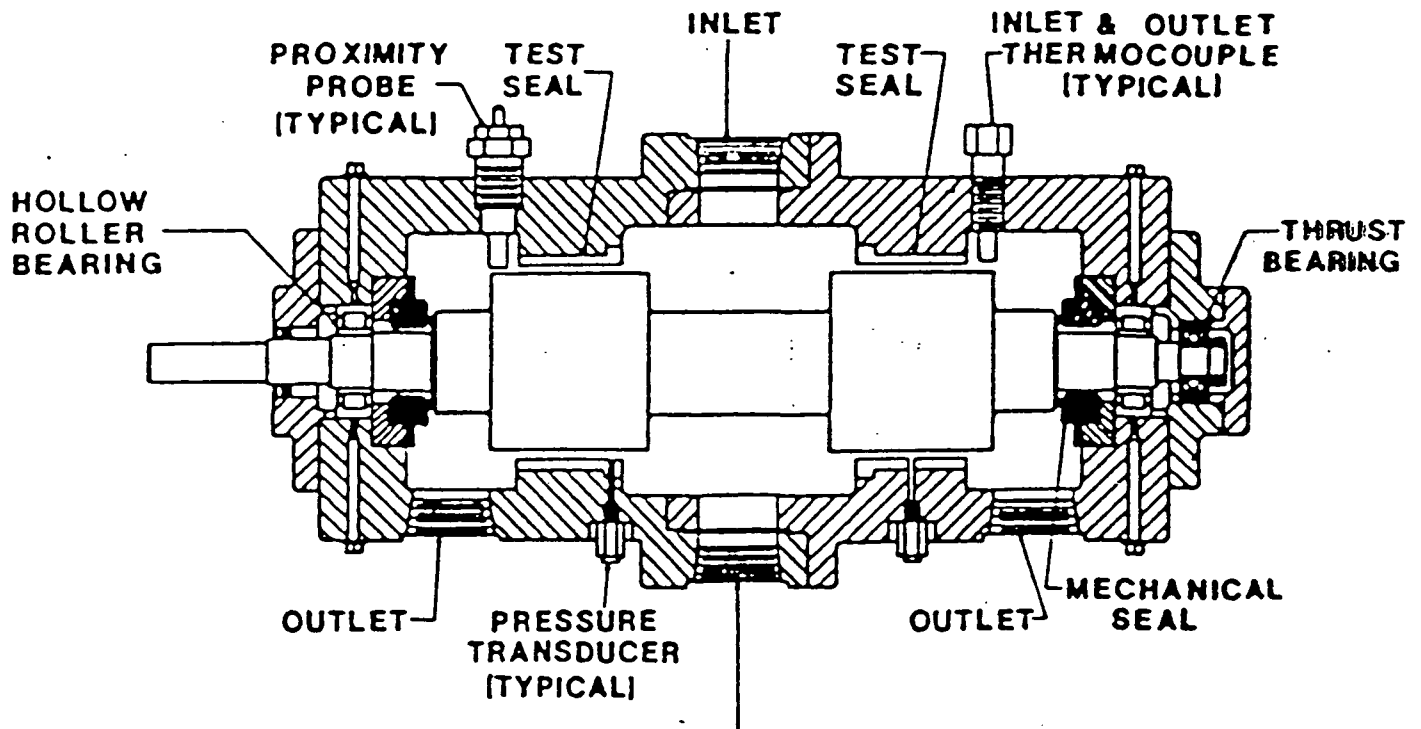 INLET
INLET & OUTLET
THERMOCOUPLE
(TYPICAL)
PROXIMITY
PROBE
(TYPICAL)
TEST
SEAL
TEST
SEAL
HOLLOW
ROLLER
BEARING
THRUST
BEARING
OUTLET
PRESSURE
TRANSDUCER
(TYPICAL)
OUTLET
MECHANICAL
SEAL